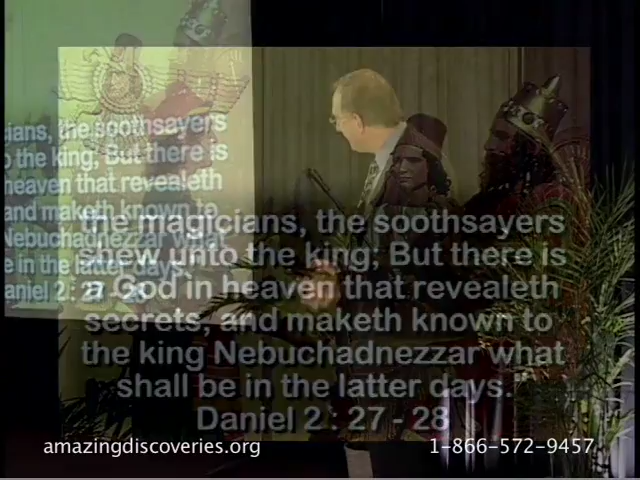 cians, the soothsayers
o the king; But there is
heaven that revealeth
and maketh known to
Nebuchadnezzar what
e in the latter days.
aniel 2: 27 - 28
the magicians, the soothsayers
shew unto the king; But there is
a God in heaven that revealeth
secrets, and maketh known to
the king Nebuchadnezzar what
shall be in the latter days.
Daniel 2 : 27 - 28
amazingdiscoveries.org
1-866-572-9457